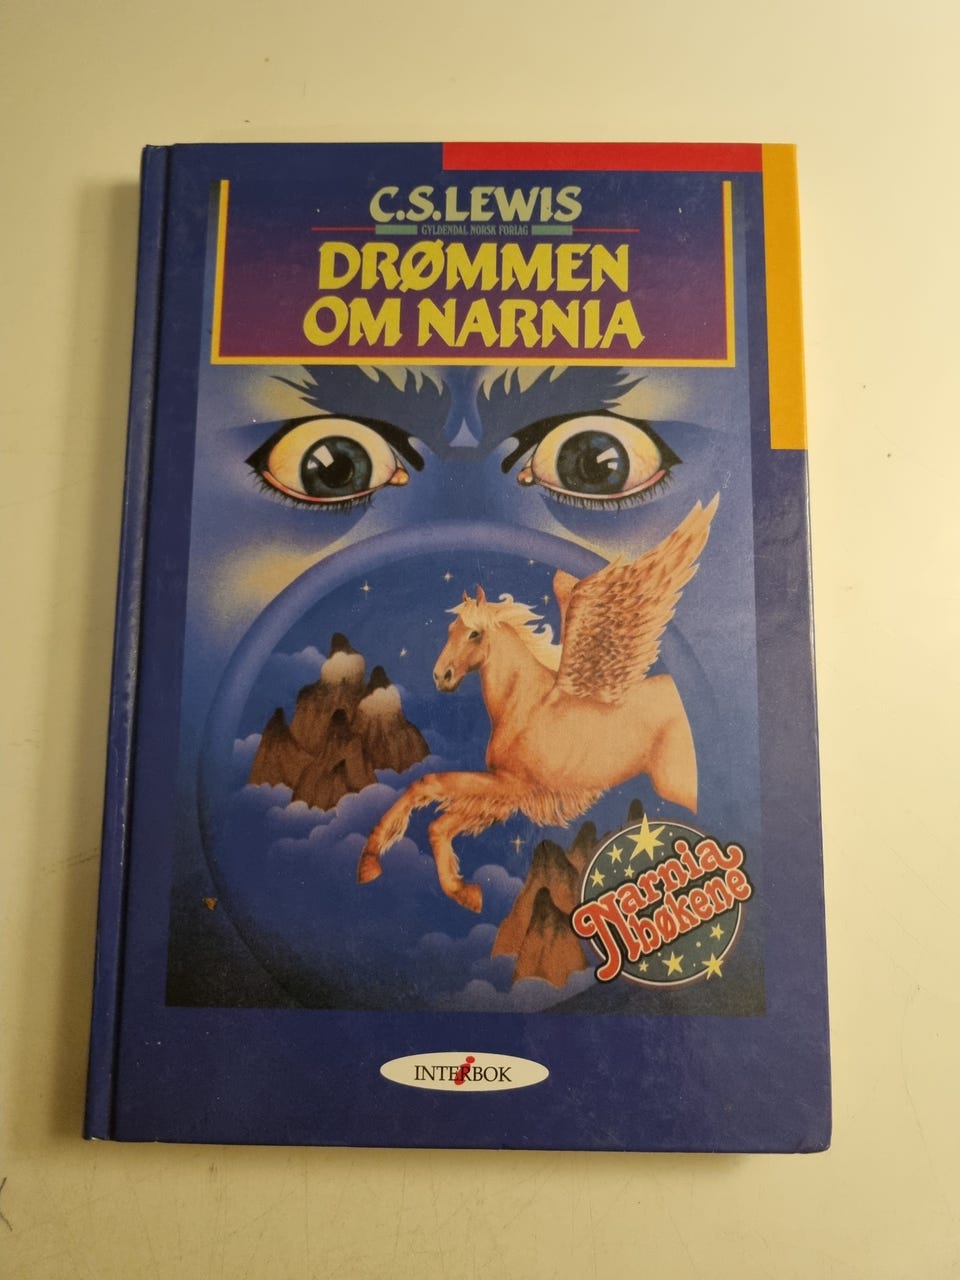 C.S.LEWIS
GYLDENDAL NORSK FORLAG
DRØMMEN
OM NARNIA
Narnia
bøkene
INTERBOK